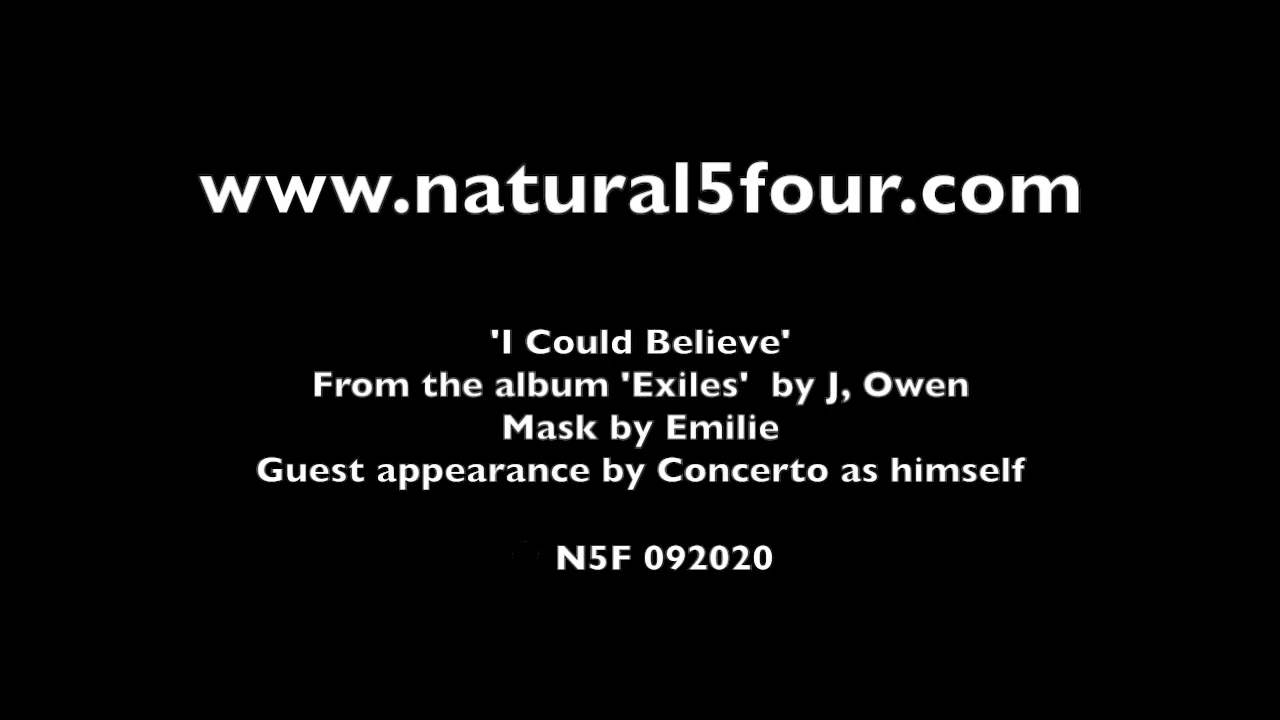 www.natural5four.com
'I Could Believe'
From the album 'Exiles'  by J, Owen
Mask by Emilie
Guest appearance by Concerto as himself
N5F 092020